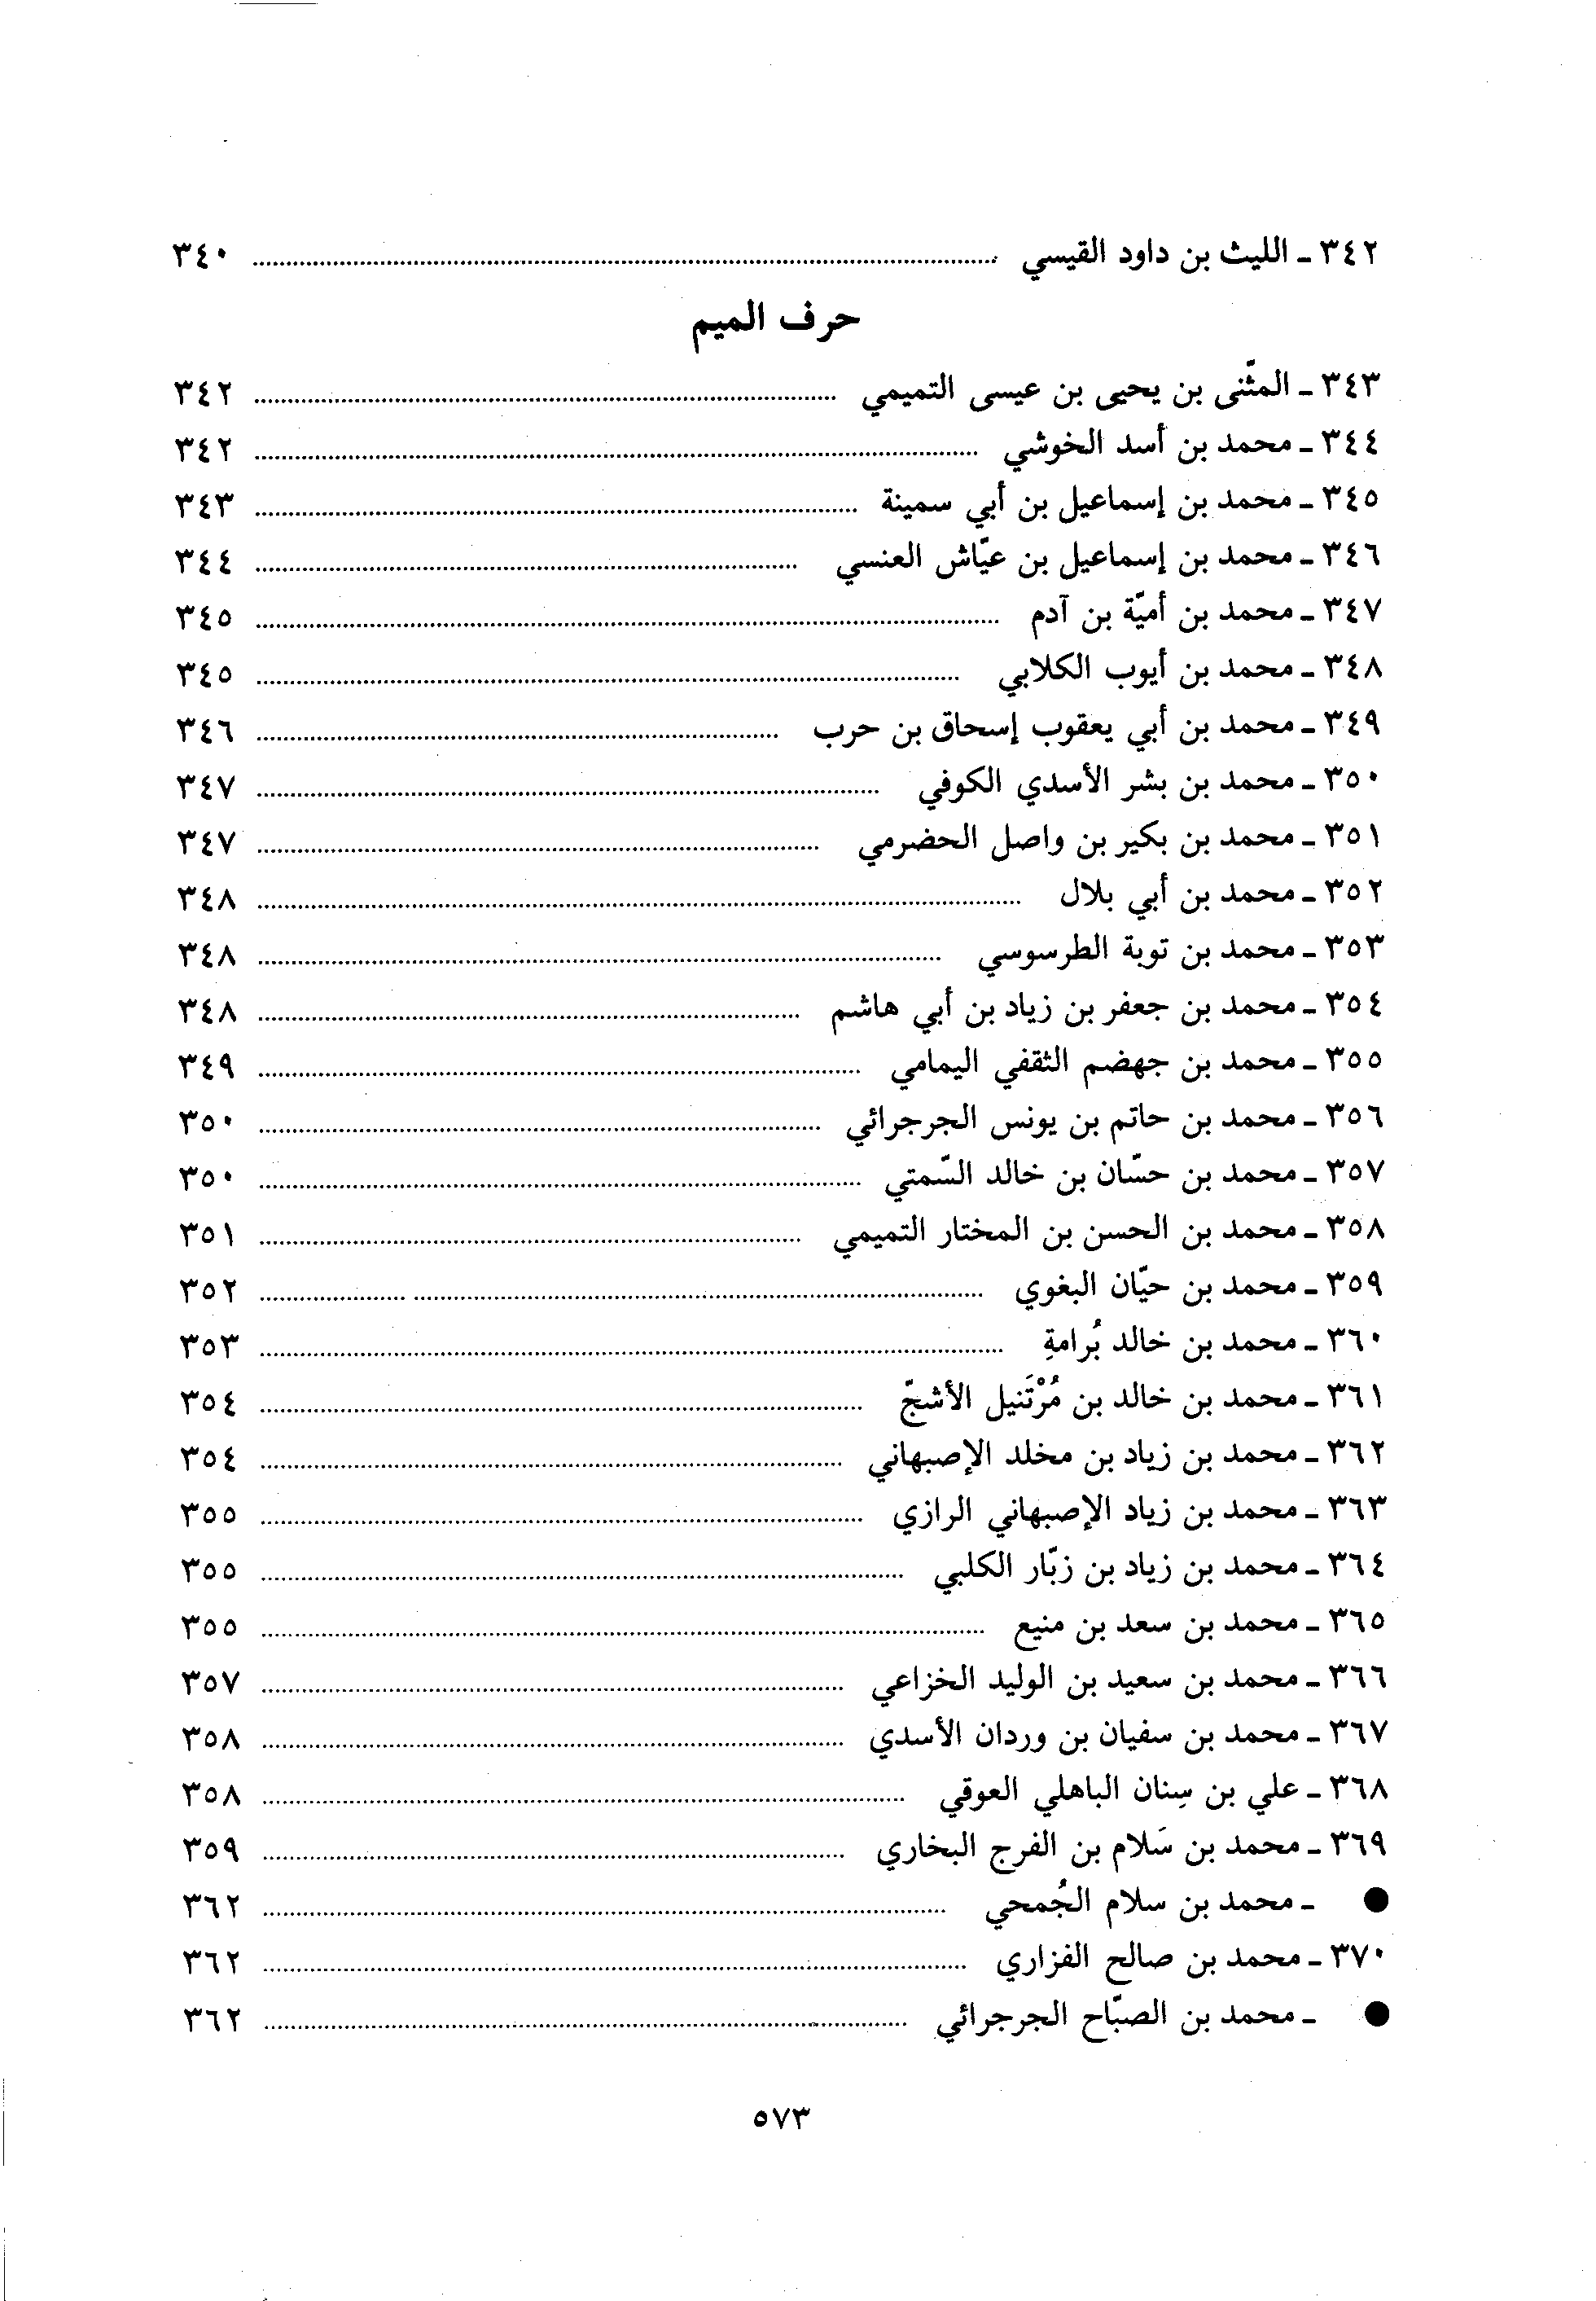 ٣٤٢ ـ الليث بن داود القيسي ........ ٣٤٠
حرف الميم
٣٤٣ ـ المثّنى بن يحيى بن عيسى التميمي ........ ٣٤٢
٣٤٤ ـ محمد بن أسد الخوشي ........ ٣٤٢
٣٤٥ ـ محمد بن إسماعيل بن أبي سمينة ........ ٣٤٣
٣٤٦ ـ محمد بن إسماعيل بن عيّاش العنسي ........ ٣٤٤
٣٤٧ ـ محمد بن أميّة بن آدم ........ ٣٤٥
٣٤٨ ـ محمد بن أيوب الكلابي ........ ٣٤٥
٣٤٩ ـ محمد بن أبي يعقوب إسحاق بن حرب ........ ٣٤٦
٣٥٠ ـ محمد بن بشر الأسدي الكوفي ........ ٣٤٧
٣٥١ ـ محمد بن بكير بن واصل الحضرمي ........ ٣٤٧
٣٥٢ ـ محمد بن أبي بلال ........ ٣٤٨
٣٥٣ ـ محمد بن توبة الطرسوسي ........ ٣٤٨
٣٥٤ ـ محمد بن جعفر بن زياد بن أبي هاشم ........ ٣٤٨
٣٥٥ ـ محمد بن جهضم الثقفي اليمامي ........ ٣٤٩
٣٥٦ ـ محمد بن حاتم بن يونس الجرجرائي ........ ٣٥٠
٣٥٧ ـ محمد بن حسّان بن خالد السّمتي ........ ٣٥٠
٣٥٨ ـ محمد بن الحسن بن المختار التميمي ........ ٣٥١
٣٥٩ ـ محمد بن حيّان البغوي ........ ٣٥٢
٣٦٠ ـ محمد بن خالد بُرامةِ ........ ٣٥٣
٣٦١ ـ محمد بن خالد بن مُرْتَنيل الأشجّ ........ ٣٥٤
٣٦٢ ـ محمد بن زياد بن مخلد الإصبهاني ........ ٣٥٤
٣٦٣ ـ محمد بن زياد الإصبهاني الرازي ........ ٣٥٥
٣٦٤ ـ محمد بن زياد بن زبّار الكلبي ........ ٣٥٥
٣٦٥ ـ محمد بن سعد بن منيع ........ ٣٥٥
٣٦٦ ـ محمد بن سعيد بن الوليد الخزاعي ........ ٣٥٧
٣٦٧ ـ محمد بن سفيان بن وردان الأسدي ........ ٣٥٨
٣٦٨ ـ علي بن سِنان الباهلي العوقي ........ ٣٥٨
٣٦٩ ـ محمد بن سَلام بن الفرج البخاري ........ ٣٥٩
● ـ محمد بن سلام الجُمحي ........ ٣٦٢
٣٧٠ ـ محمد بن صالح الفزاري ........ ٣٦٢
● ـ محمد بن الصبّاح الجرجرائي ........ ٣٦٢
٥٧٣